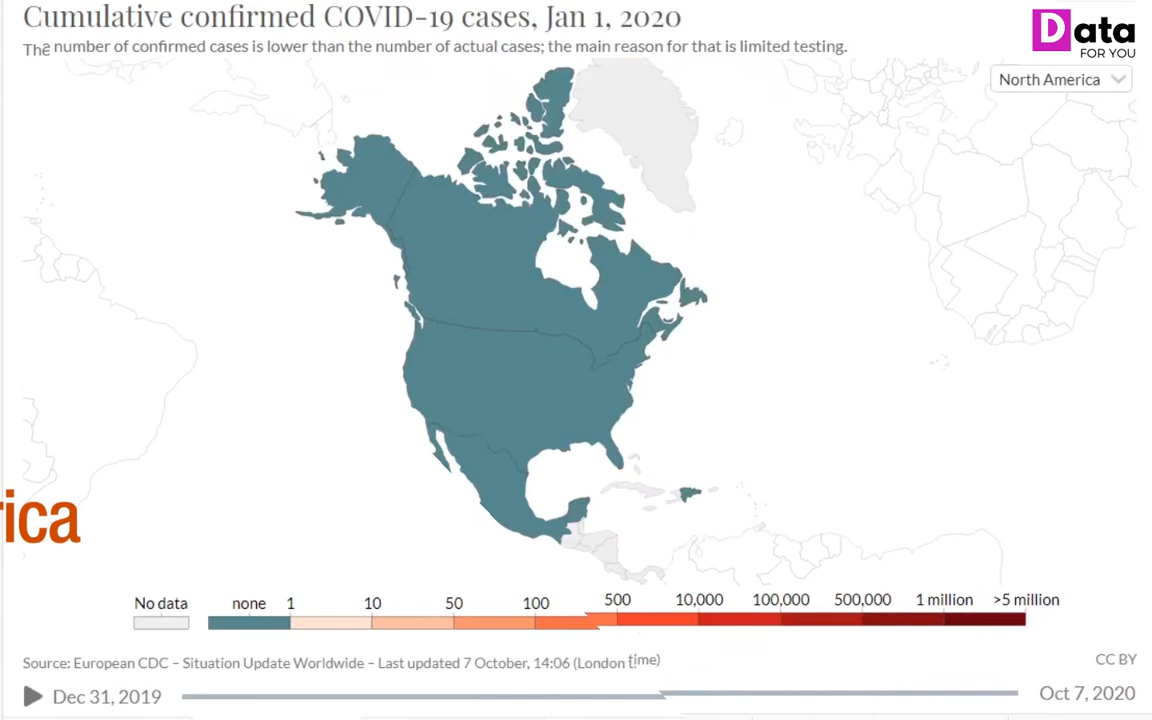 Cumulative confirmed COVID-19 cases, Jan 1, 2020
The number of confirmed cases is lower than the number of actual cases; the main reason for that is limited testing.
Data
FOR YOU
North America
rica
No data none 1 10 50 100 500 10,000 100,000 500,000 1 million >5 million
Source: European CDC – Situation Update Worldwide – Last updated 7 October, 14:06 (London time)
CC BY
Dec 31, 2019
Oct 7, 2020